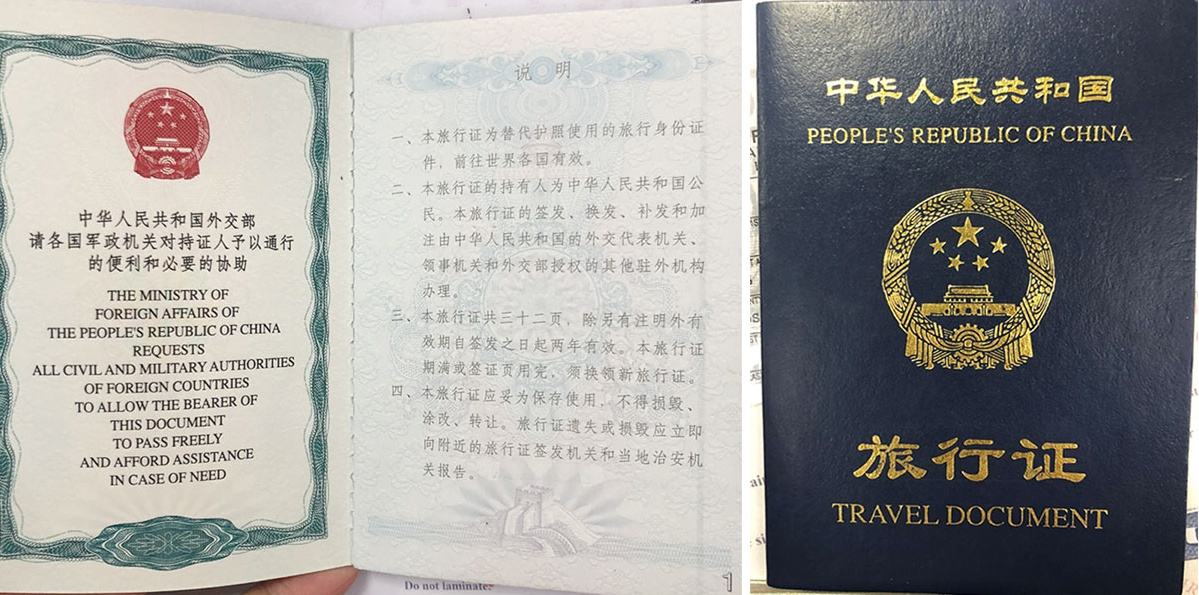 中华人民共和国外交部
请各国军政机关对持证人予以通行
的便利和必要的协助
THE MINISTRY OF
FOREIGN AFFAIRS OF
THE PEOPLE'S REPUBLIC OF CHINA
REQUESTS
ALL CIVIL AND MILITARY AUTHORITIES
OF FOREIGN COUNTRIES
TO ALLOW THE BEARER OF
THIS DOCUMENT
TO PASS FREELY
AND AFFORD ASSISTANCE
IN CASE OF NEED
说 明
一、本旅行证为替代护照使用的旅行身份证
件，前往世界各国有效。
二、本旅行证的持有人为中华人民共和国公
民。本旅行证的签发、换发、补发和加
注由中华人民共和国的外交代表机关、
领事机关和外交部授权的其他驻外机构
办理。
三、本旅行证共三十二页，除另有注明外有
效期自签发之日起两年有效。本旅行证
期满或签证页用完，须换领新旅行证。
四、本旅行证应妥为保存使用，不得损毁、
涂改、转让。旅行证遗失或损毁应立即
向附近的旅行证签发机关和当地治安机
关报告。
1
Do not laminate.
中华人民共和国
PEOPLE'S REPUBLIC OF CHINA
旅行证
TRAVEL DOCUMENT